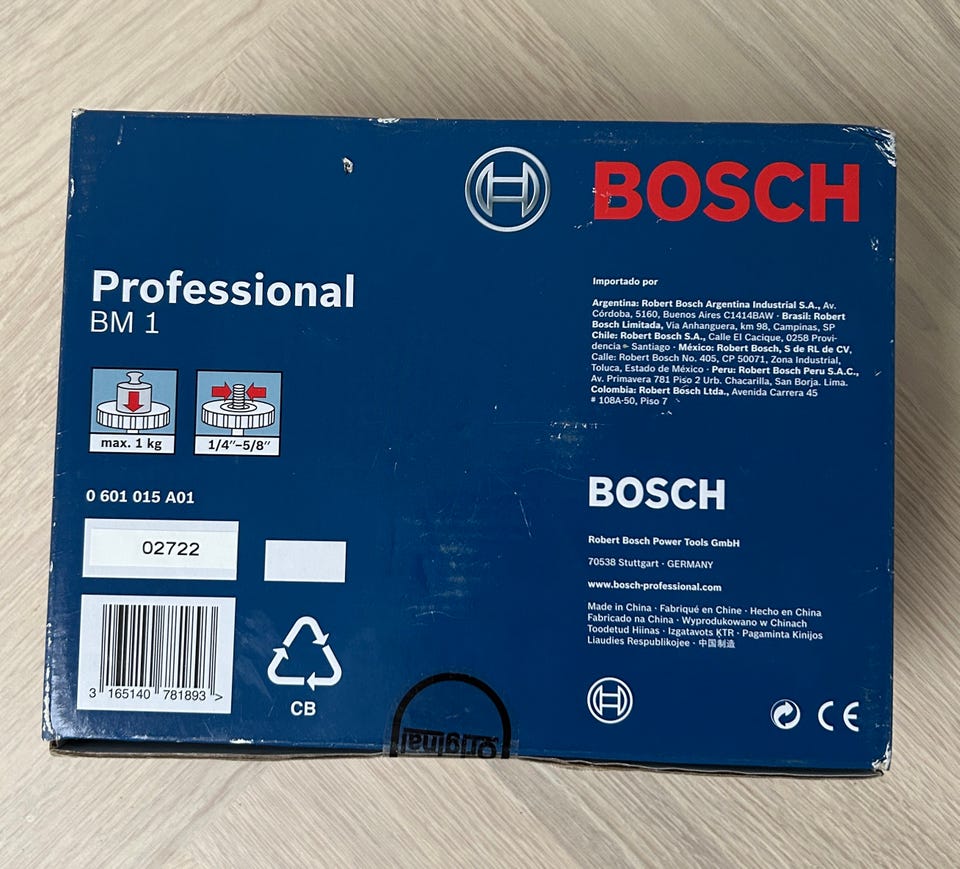 BOSCH
Professional
BM 1
max. 1 kg
1/4"–5/8"
0 601 015 A01
02722
3 165140 781893 >
CB
Original
Importado por
Argentina: Robert Bosch Argentina Industrial S.A., Av.
Córdoba, 5160, Buenos Aires C1414BAW · Brasil: Robert
Bosch Limitada, Via Anhanguera, km 98, Campinas, SP
Chile: Robert Bosch S.A., Calle El Cacique, 0258 Provi-
dencia – Santiago · México: Robert Bosch, S de RL de CV,
Calle: Robert Bosch No. 405, CP 50071, Zona Industrial,
Toluca, Estado de México · Peru: Robert Bosch Peru S.A.C.,
Av. Primavera 781 Piso 2 Urb. Chacarilla, San Borja. Lima.
Colombia: Robert Bosch Ltda., Avenida Carrera 45
# 108A-50, Piso 7
BOSCH
Robert Bosch Power Tools GmbH
70538 Stuttgart · GERMANY
www.bosch-professional.com
Made in China · Fabriqué en Chine · Hecho en China
Fabricado na China · Wyprodukowano w Chinach
Toodetud Hiinas · Izgatavots ĶTR · Pagaminta Kinijos
Liaudies Respublikojee · 中国制造
CE